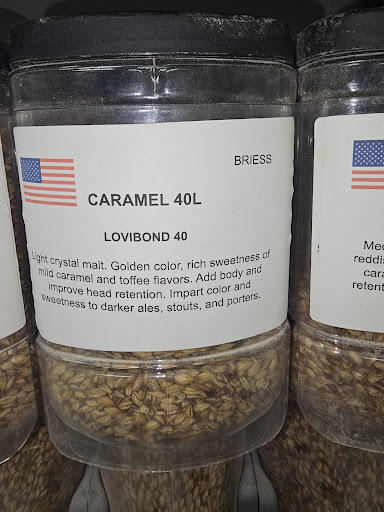 BRIESS
CARAMEL 40L
LOVIBOND 40
Light crystal malt. Golden color, rich sweetness of
mild caramel and toffee flavors. Add body and
improve head retention. Impart color and
sweetness to darker ales, stouts, and porters.